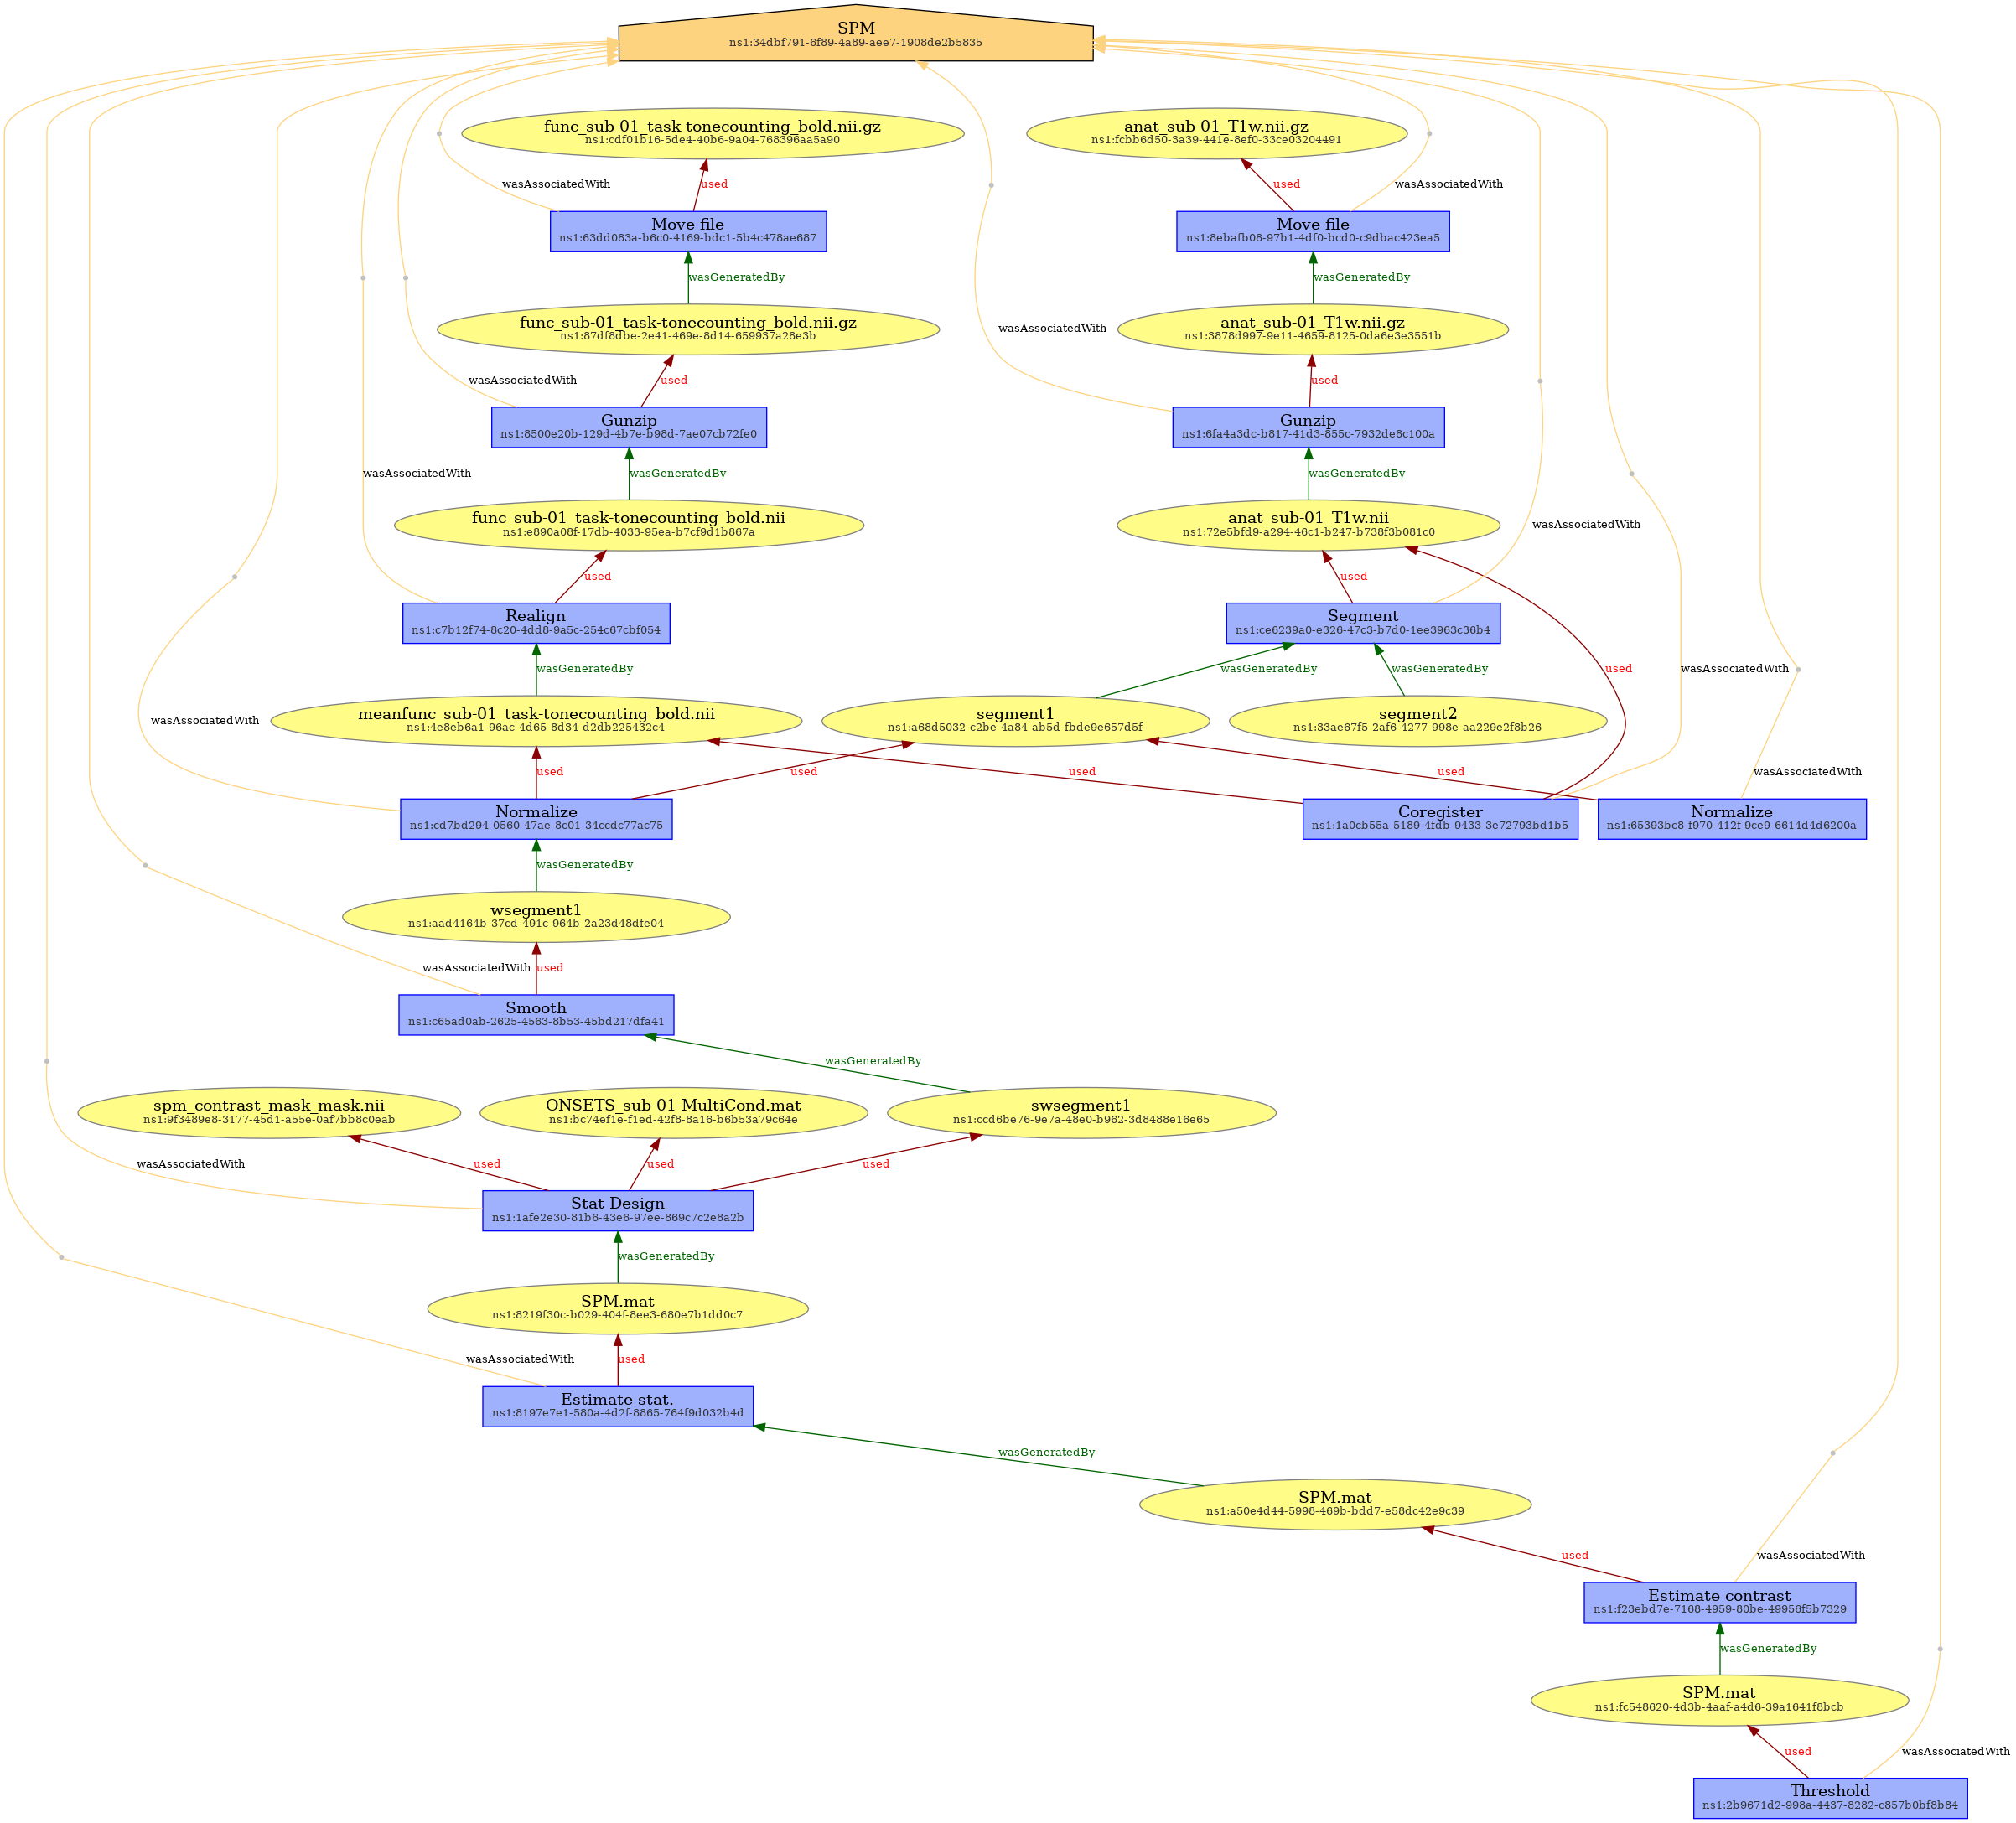 SPM
ns1:34dbf791-6f89-4a89-aee7-1908de2b5835
func_sub-01_task-tonecounting_bold.nii.gz
ns1:cdf01b16-5de4-40b6-9a04-768396aa5a90
anat_sub-01_T1w.nii.gz
ns1:fcbb6d50-3a39-441e-8ef0-33ce03204491
wasAssociatedWith
used
used
wasAssociatedWith
Move file
ns1:63dd083a-b6c0-4169-bdc1-5b4c478ae687
Move file
ns1:8ebafb08-97b1-4df0-bcd0-c9dbac423ea5
wasGeneratedBy
wasGeneratedBy
func_sub-01_task-tonecounting_bold.nii.gz
ns1:87df8dbe-2e41-469e-8d14-659937a28e3b
wasAssociatedWith
anat_sub-01_T1w.nii.gz
ns1:3878d997-9e11-4659-8125-0da6e3e3551b
wasAssociatedWith
used
used
Gunzip
ns1:8500e20b-129d-4b7e-b98d-7ae07cb72fe0
Gunzip
ns1:6fa4a3dc-b817-41d3-855c-7932de8c100a
wasAssociatedWith
wasGeneratedBy
wasGeneratedBy
func_sub-01_task-tonecounting_bold.nii
ns1:e890a08f-17db-4033-95ea-b7cf9d1b867a
anat_sub-01_T1w.nii
ns1:72e5bfd9-a294-46c1-b247-b738f3b081c0
wasAssociatedWith
used
used
Realign
ns1:c7b12f74-8c20-4dd8-9a5c-254c67cbf054
Segment
ns1:ce6239a0-e326-47c3-b7d0-1ee3963c36b4
wasGeneratedBy
wasGeneratedBy
wasGeneratedBy
used
wasAssociatedWith
wasAssociatedWith
meanfunc_sub-01_task-tonecounting_bold.nii
ns1:4e8eb6a1-96ac-4d65-8d34-d2db225432c4
segment1
ns1:a68d5032-c2be-4a84-ab5d-fbde9e657d5f
segment2
ns1:33ae67f5-2af6-4277-998e-aa229e2f8b26
used
used
used
used
wasAssociatedWith
Normalize
ns1:cd7bd294-0560-47ae-8c01-34ccdc77ac75
Coregister
ns1:1a0cb55a-5189-4fdb-9433-3e72793bd1b5
Normalize
ns1:65393bc8-f970-412f-9ce9-6614d4d6200a
wasGeneratedBy
wsegment1
ns1:aad4164b-37cd-491c-964b-2a23d48dfe04
wasAssociatedWith
used
Smooth
ns1:c65ad0ab-2625-4563-8b53-45bd217dfa41
wasGeneratedBy
spm_contrast_mask_mask.nii
ns1:9f3489e8-3177-45d1-a55e-0af7bb8c0eab
ONSETS_sub-01-MultiCond.mat
ns1:bc74ef1e-f1ed-42f8-8a16-b6b53a79c64e
swsegment1
ns1:ccd6be76-9e7a-48e0-b962-3d8488e16e65
wasAssociatedWith
used
used
used
Stat Design
ns1:1afe2e30-81b6-43e6-97ee-869c7c2e8a2b
wasGeneratedBy
SPM.mat
ns1:8219f30c-b029-404f-8ee3-680e7b1dd0c7
wasAssociatedWith
used
Estimate stat.
ns1:8197e7e1-580a-4d2f-8865-764f9d032b4d
wasGeneratedBy
SPM.mat
ns1:a50e4d44-5998-469b-bdd7-e58dc42e9c39
used
wasAssociatedWith
Estimate contrast
ns1:f23ebd7e-7168-4959-80be-49956f5b7329
wasGeneratedBy
SPM.mat
ns1:fc548620-4d3b-4aaf-a4d6-39a1641f8bcb
used
wasAssociatedWith
Threshold
ns1:2b9671d2-998a-4437-8282-c857b0bf8b84